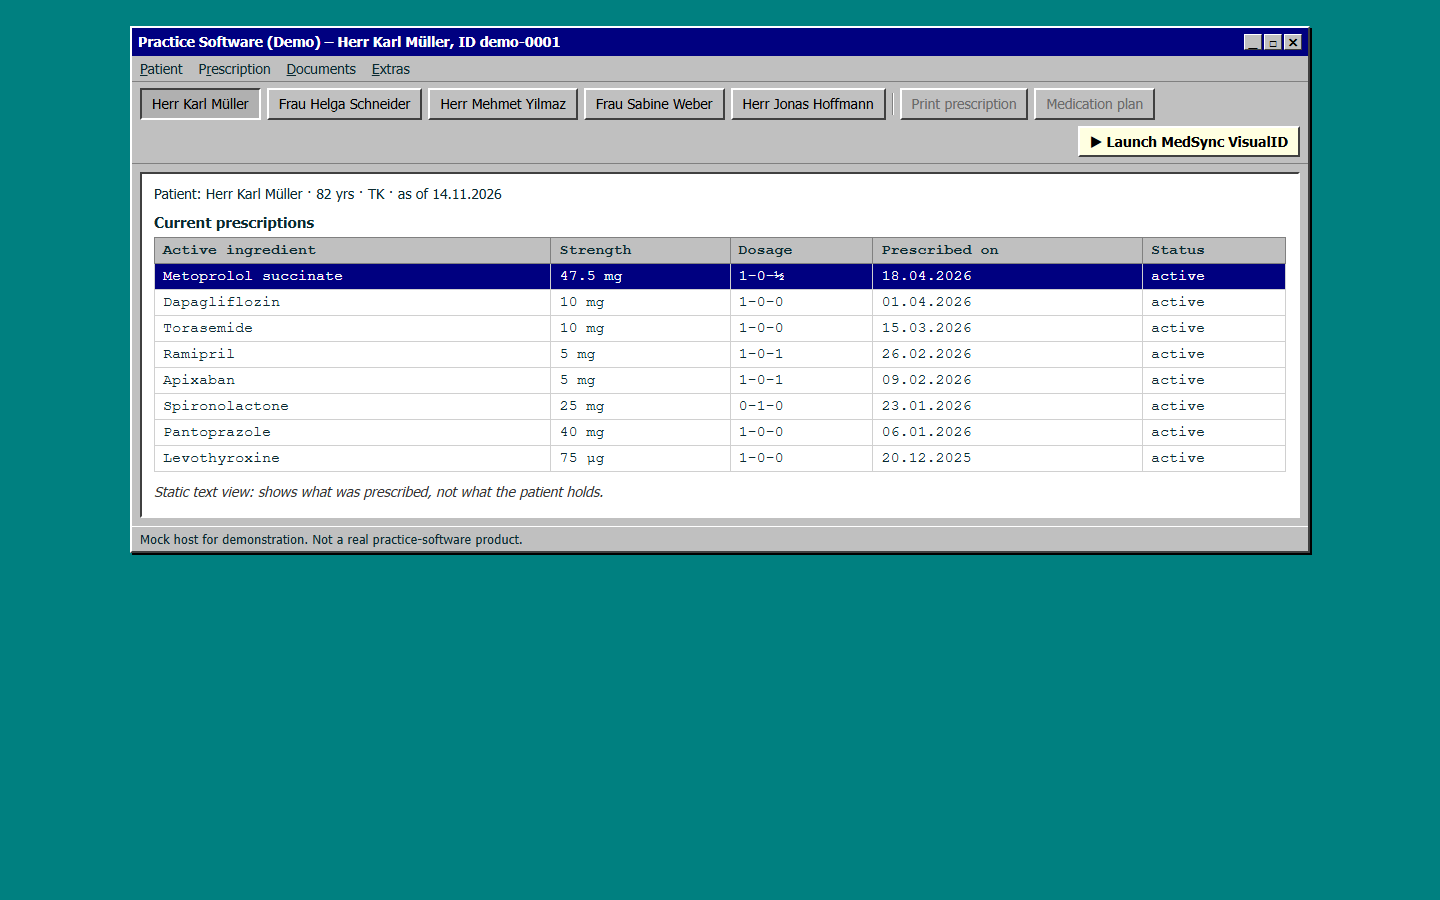 Practice Software (Demo) – Herr Karl Müller, ID demo-0001
Patient Prescription Documents Extras
Herr Karl Müller Frau Helga Schneider Herr Mehmet Yilmaz Frau Sabine Weber Herr Jonas Hoffmann Print prescription Medication plan
▶ Launch MedSync VisualID
Patient: Herr Karl Müller · 82 yrs · TK · as of 14.11.2026
Current prescriptions
Active ingredient Strength Dosage Prescribed on Status
Metoprolol succinate 47.5 mg 1-0-½ 18.04.2026 active
Dapagliflozin 10 mg 1-0-0 01.04.2026 active
Torasemide 10 mg 1-0-0 15.03.2026 active
Ramipril 5 mg 1-0-1 26.02.2026 active
Apixaban 5 mg 1-0-1 09.02.2026 active
Spironolactone 25 mg 0-1-0 23.01.2026 active
Pantoprazole 40 mg 1-0-0 06.01.2026 active
Levothyroxine 75 µg 1-0-0 20.12.2025 active
Static text view: shows what was prescribed, not what the patient holds.
Mock host for demonstration. Not a real practice-software product.